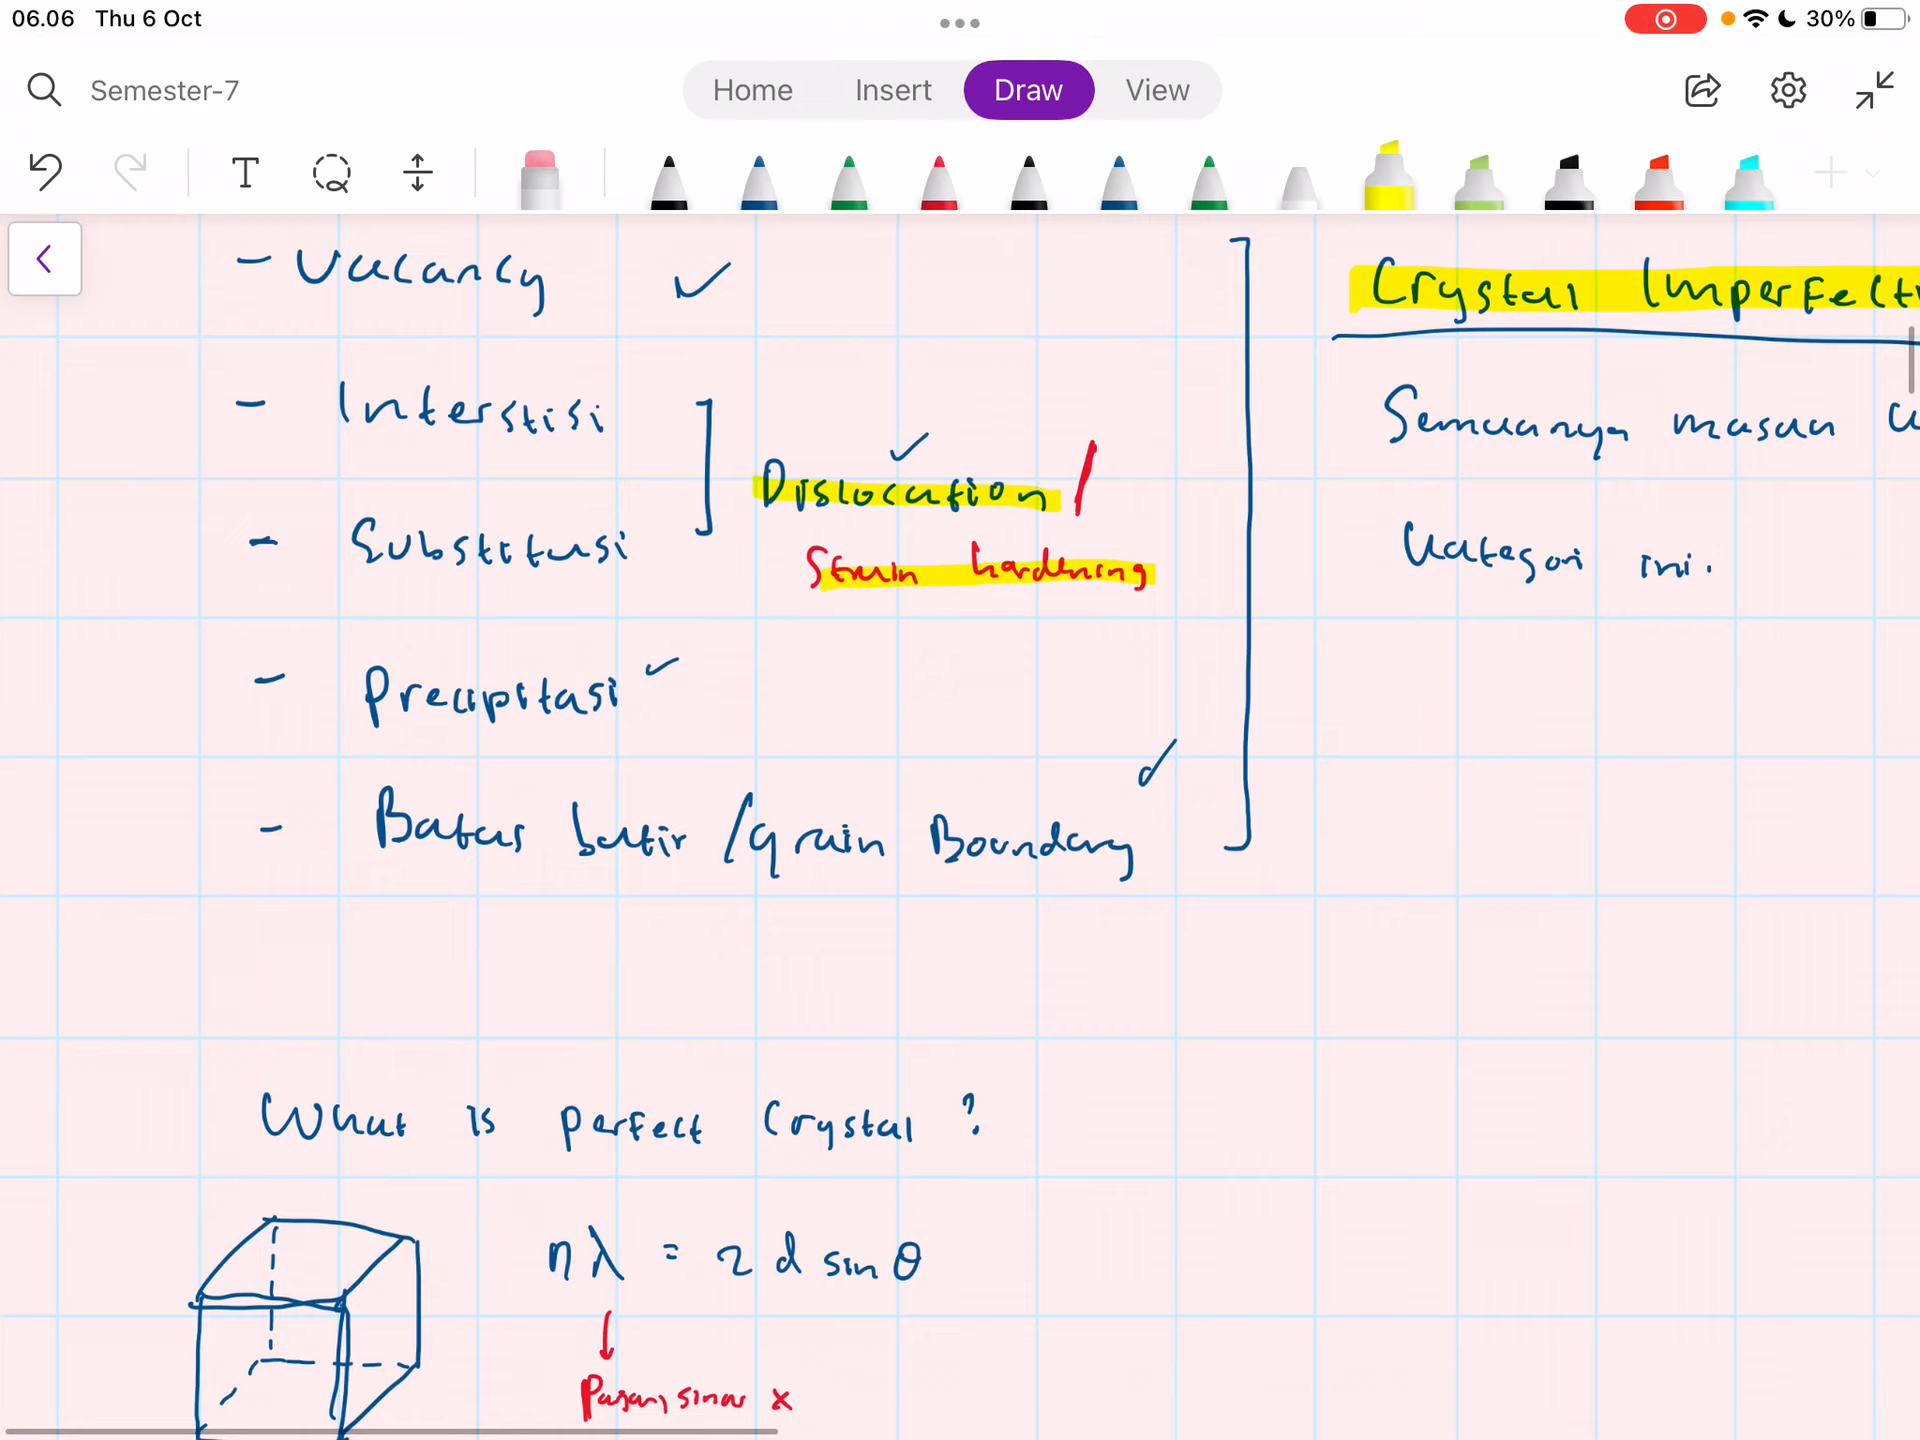 06.06 Thu 6 Oct
30%
Semester-7
Home Insert Draw View
- Vacancy
Crystal Imperfecti
- Interstisi
Semuanya masuk
Dislocation /
- Substitusi
Strain hardening
Kategori ini.
- Precipitasi
- Batas butir / grain Boundary
What is perfect Crystal ?
nλ = 2 d sin θ
Panjang sinar x